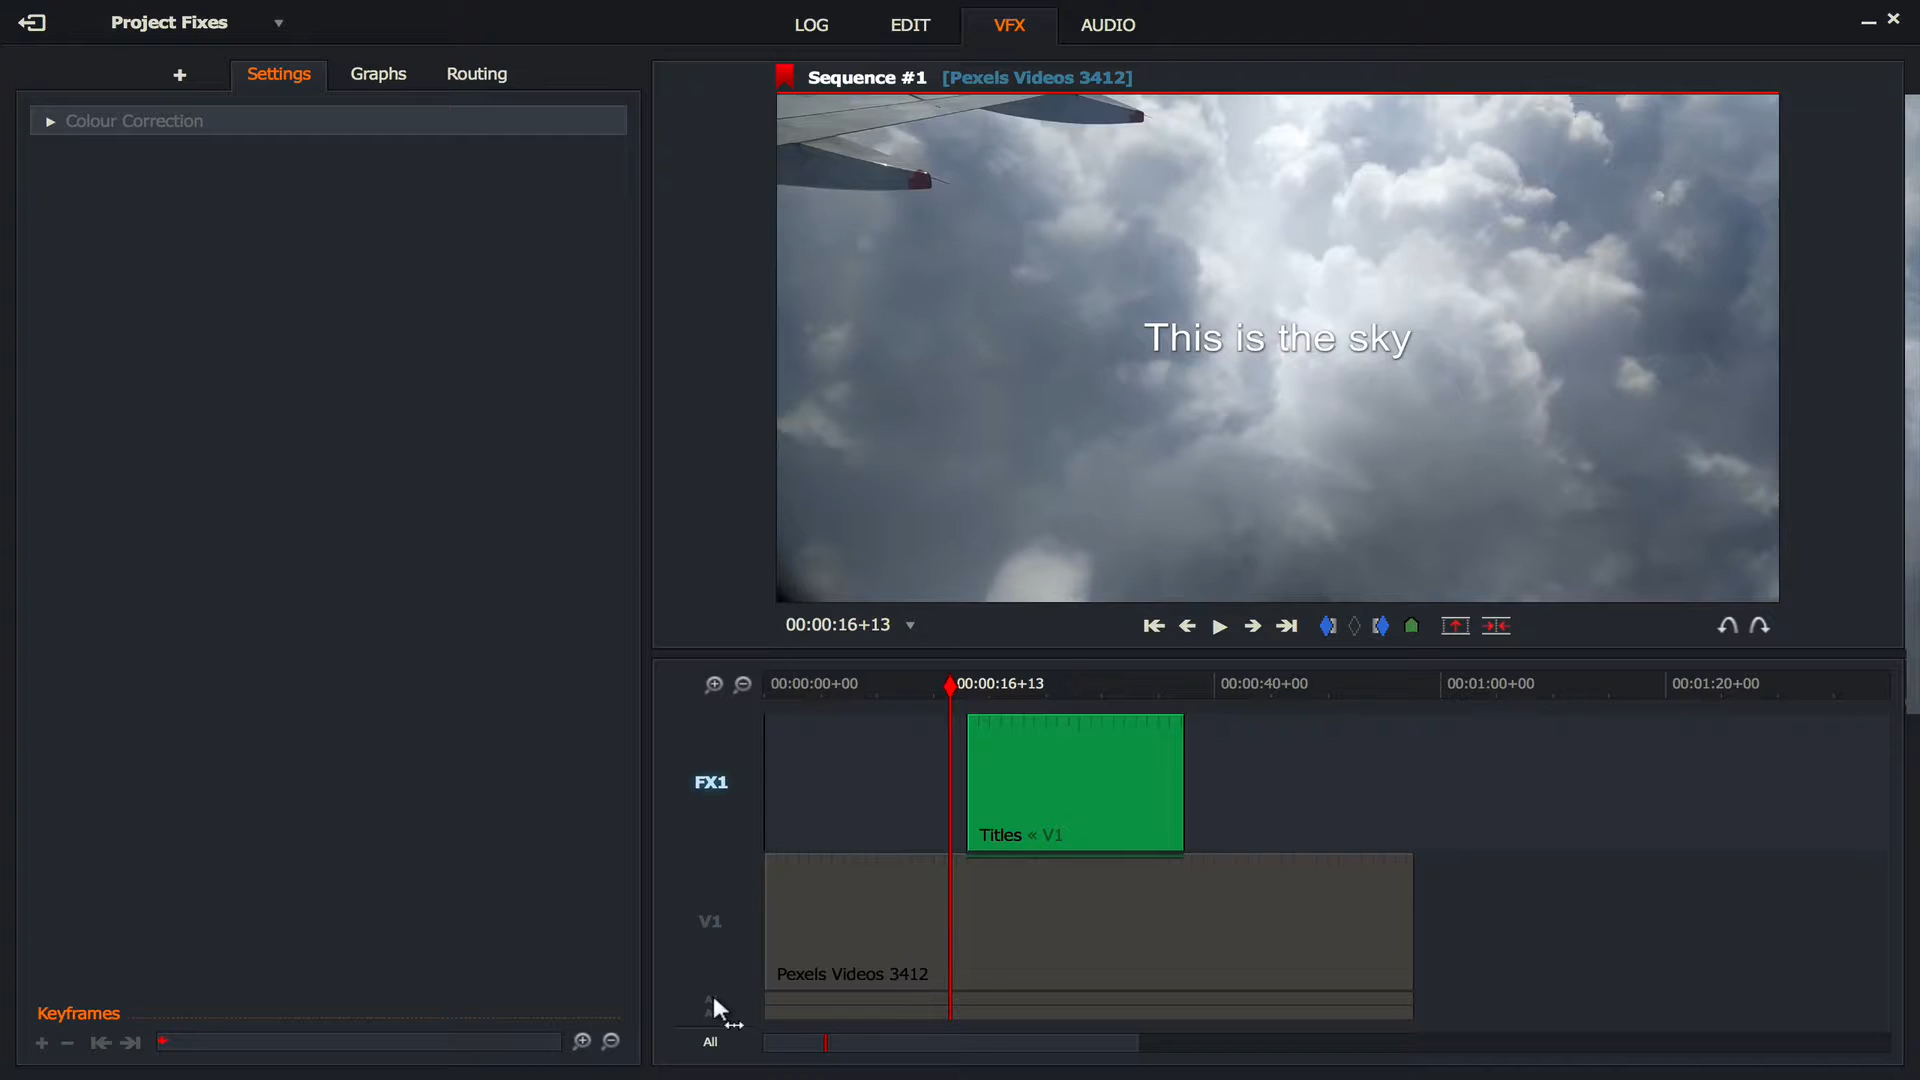 Project Fixes
LOG EDIT VFX AUDIO
Settings Graphs Routing
Colour Correction
Sequence #1 [Pexels Videos 3412]
This is the sky
00:00:16+13
00:00:00+00 00:00:16+13 00:00:40+00 00:01:00+00 00:01:20+00
FX1
Titles « V1
V1
Pexels Videos 3412
Keyframes
All